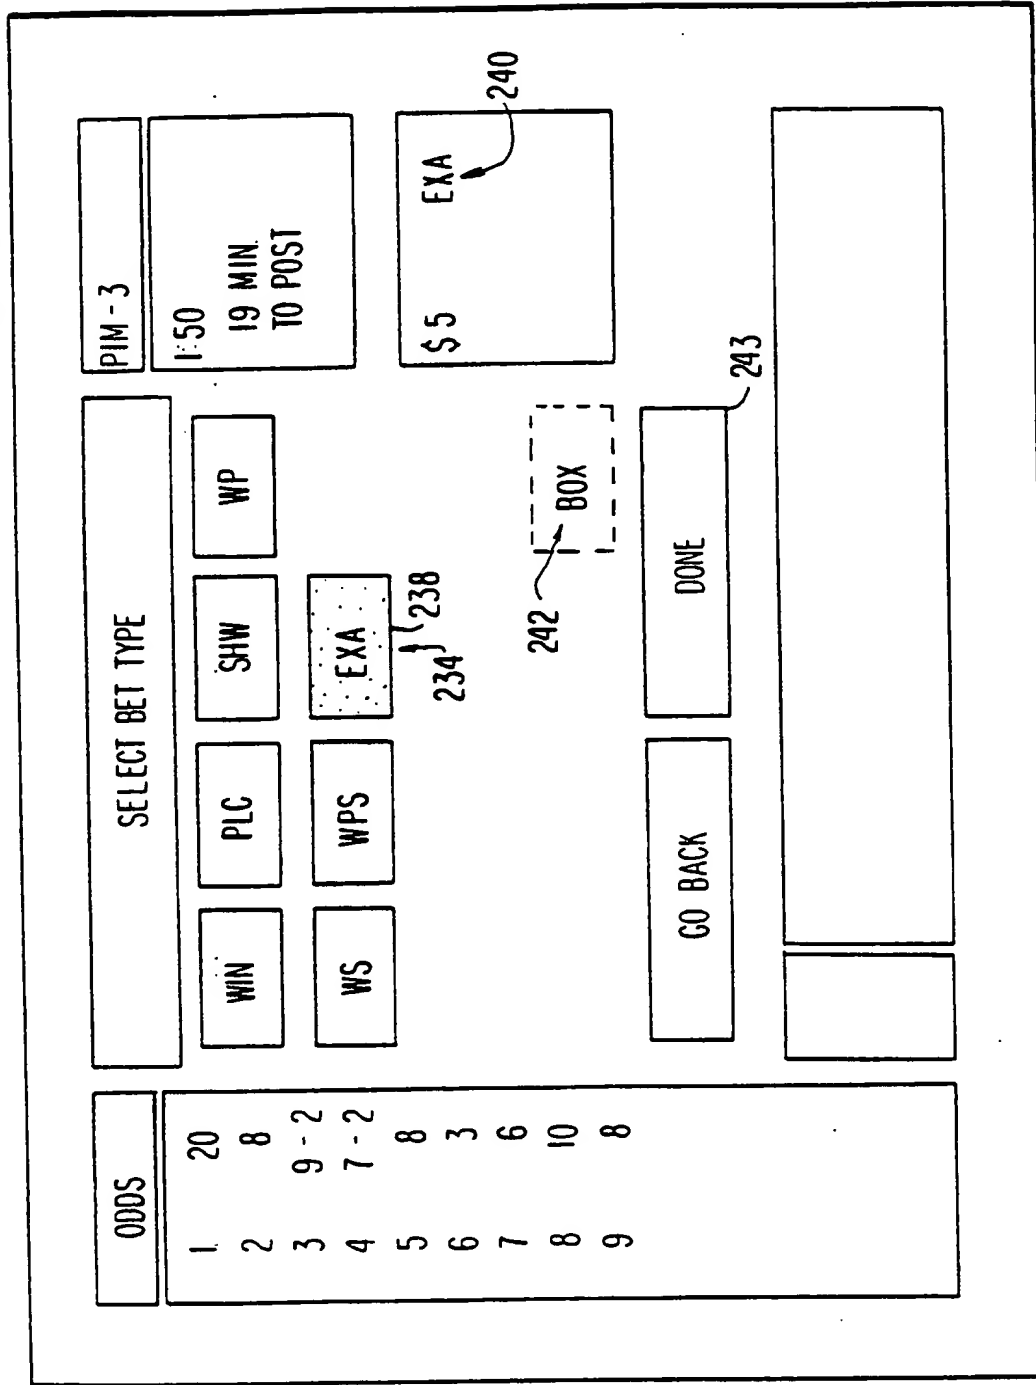 ODDS
1 20
2 8
3 9 - 2
4 7 - 2
5 8
6 3
7 6
8 10
9 8
SELECT BET TYPE
WIN PLC SHW WP
WS WPS EXA
234 238
242
BOX
GO BACK DONE
243
PIM - 3
1:50
19 MIN.
TO POST
$ 5 EXA
240